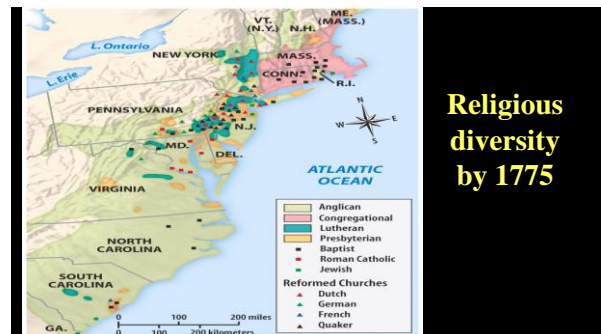 ME.
(MASS.)
VT.
(N.Y.)
N.H.
L. Ontario
NEW YORK
MASS.
CONN.
R.I.
L. Erie
PENNSYLVANIA
N.J.
MD.
DEL.
VIRGINIA
ATLANTIC
OCEAN
NORTH
CAROLINA
SOUTH
CAROLINA
GA.
N
W
E
S
Anglican
Congregational
Lutheran
Presbyterian
Baptist
Roman Catholic
Jewish
Reformed Churches
Dutch
German
French
Quaker
0 100 200 miles
0 100 200 kilometers
Religious
diversity
by 1775